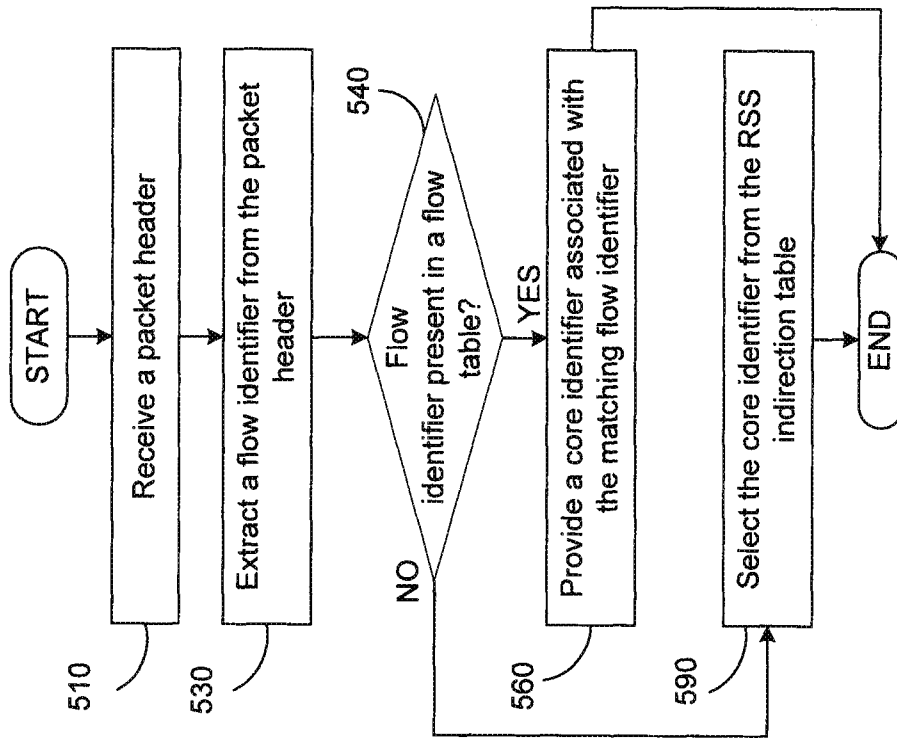 START
510
Receive a packet header
530
Extract a flow identifier from the packet
header
540
Flow
identifier present in a flow
table?
NO
YES
560
Provide a core identifier associated with
the matching flow identifier
590
Select the core identifier from the RSS
indirection table
END